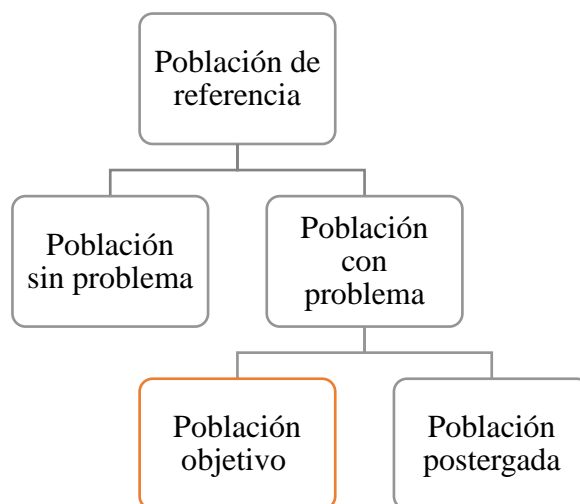 Población de
referencia
Población
sin problema
Población
con
problema
Población
objetivo
Población
postergada